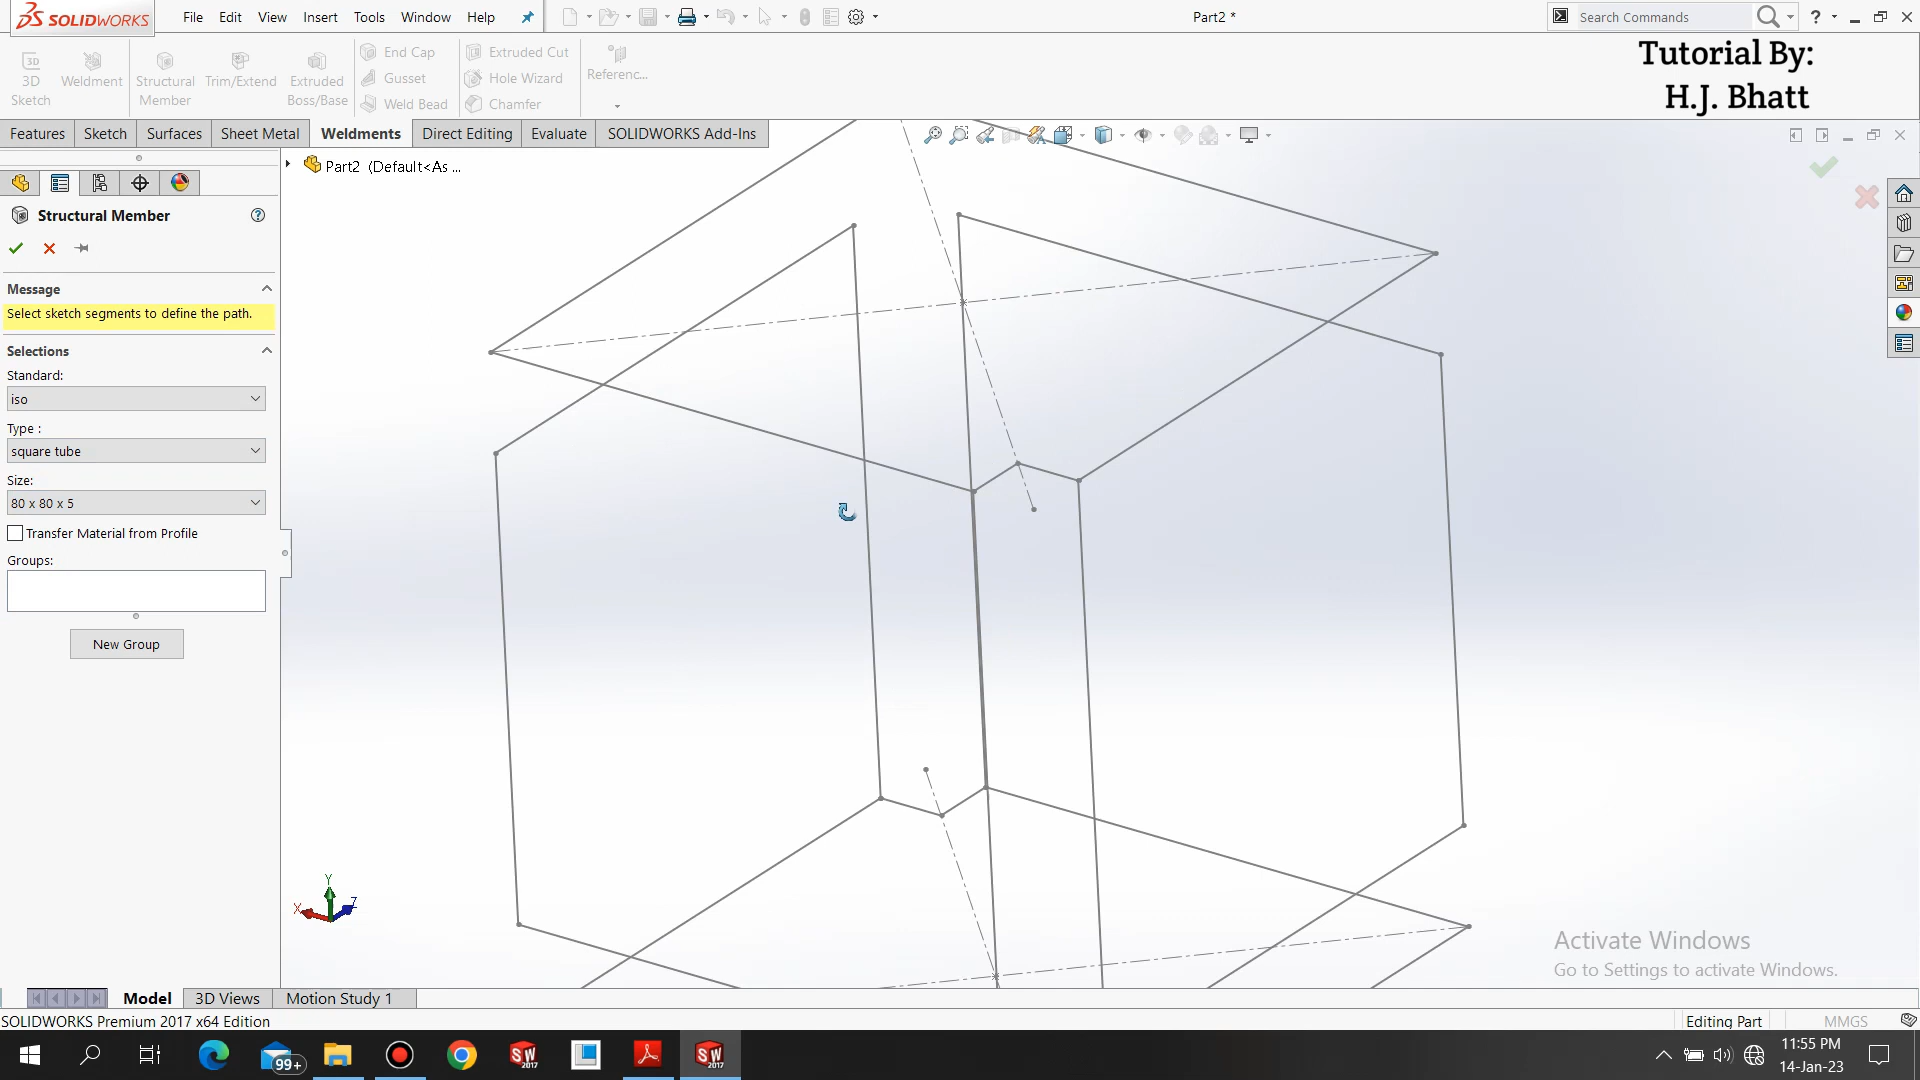 SOLIDWORKS
File Edit View Insert Tools Window Help
Part2 *
Search Commands
Tutorial By:
H.J. Bhatt
3D Sketch
Weldment
Structural Member
Trim/Extend
Extruded Boss/Base
End Cap
Gusset
Weld Bead
Extruded Cut
Hole Wizard
Chamfer
Referenc...
Features Sketch Surfaces Sheet Metal Weldments Direct Editing Evaluate SOLIDWORKS Add-Ins
Part2 (Default<As ...
Structural Member
Message
Select sketch segments to define the path.
Selections
Standard:
iso
Type :
square tube
Size:
80 x 80 x 5
Transfer Material from Profile
Groups:
New Group
Y
X
Z
Activate Windows
Go to Settings to activate Windows.
Model 3D Views Motion Study 1
SOLIDWORKS Premium 2017 x64 Edition
Editing Part
MMGS
99+
SW 2017
SW 2017
11:55 PM
14-Jan-23